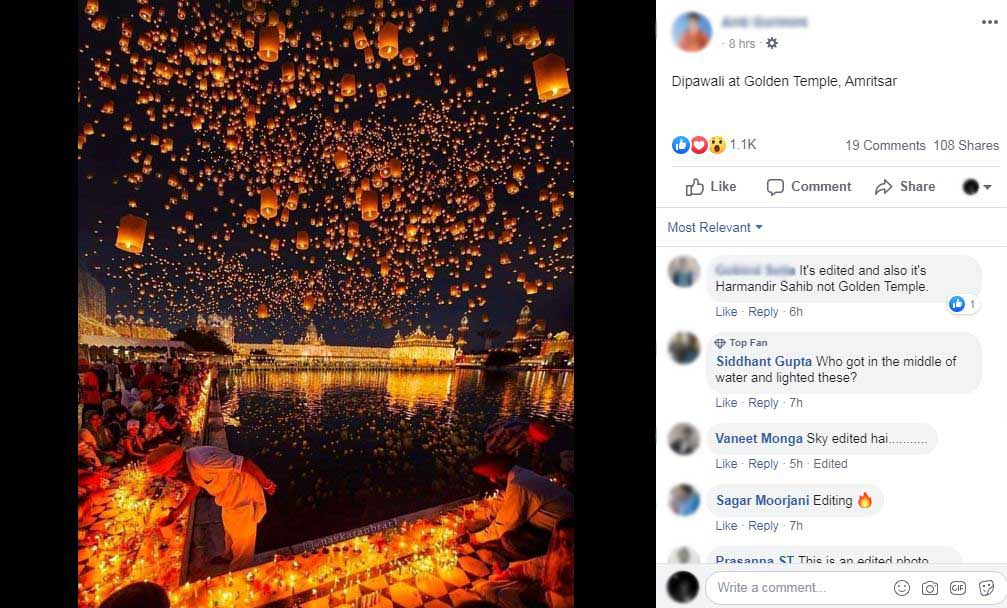 · 8 hrs ·
Dipawali at Golden Temple, Amritsar
1.1K
19 Comments 108 Shares
Like Comment Share
Most Relevant
It's edited and also it's
Harmandir Sahib not Golden Temple.
1
Like · Reply · 6h
Top Fan
Siddhant Gupta Who got in the middle of
water and lighted these?
Like · Reply · 7h
Vaneet Monga Sky edited hai...........
Like · Reply · 5h · Edited
Sagar Moorjani Editing
Like · Reply · 7h
Prasanna ST This is an edited photo
Write a comment...
GIF
@navkaranbrar1